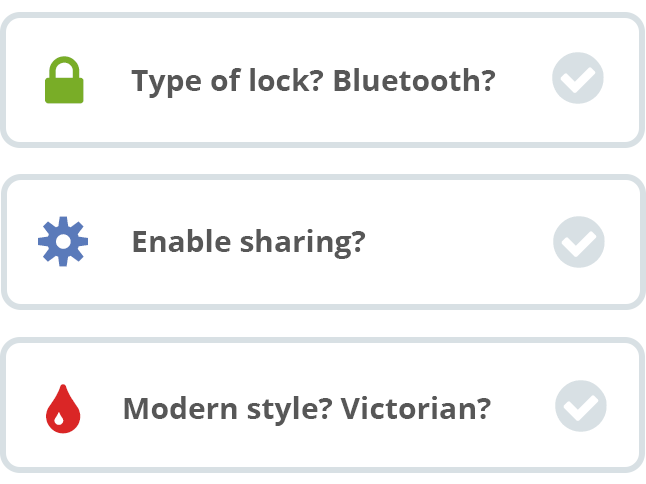 Type of lock? Bluetooth?
Enable sharing?
Modern style? Victorian?